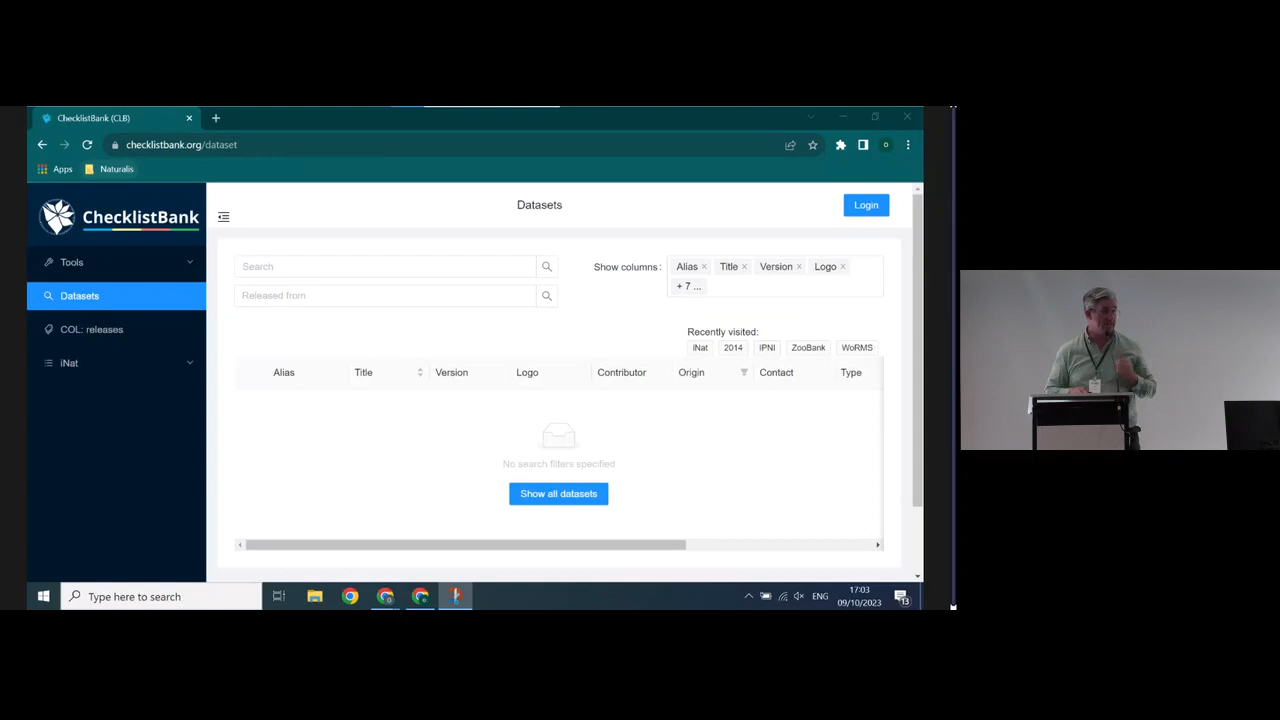 ChecklistBank (CLB)
checklistbank.org/dataset
Apps
Naturalis
ChecklistBank
Datasets
Login
Tools
Datasets
COL: releases
iNat
Search
Released from
Show columns:
Alias
Title
Version
Logo
+ 7 ...
Recently visited:
iNat
2014
IPNI
ZooBank
WoRMS
Alias
Title
Version
Logo
Contributor
Origin
Contact
Type
No search filters specified
Show all datasets
Type here to search
ENG
17:03
09/10/2023
13